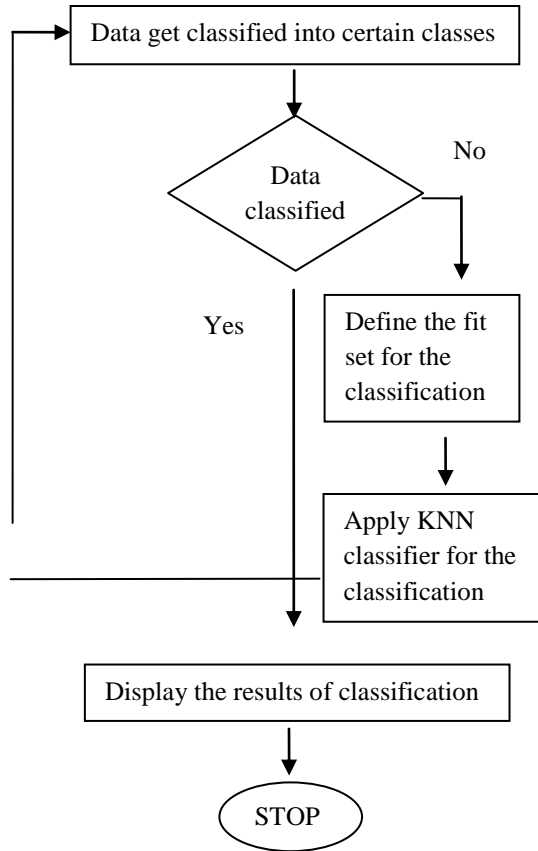 Data get classified into certain classes
No
Data
classified
Yes
Define the fit
set for the
classification
Apply KNN
classifier for the
classification
Display the results of classification
STOP